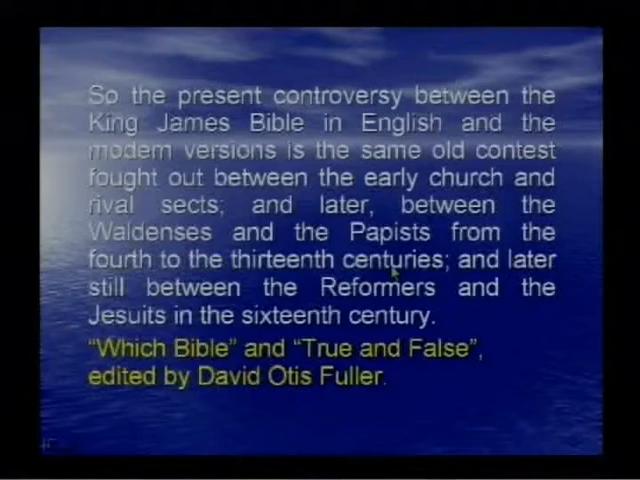 So the present controversy between the
King James Bible in English and the
modern versions is the same old contest
fought out between the early church and
rival sects; and later, between the
Waldenses and the Papists from the
fourth to the thirteenth centuries; and later
still between the Reformers and the
Jesuits in the sixteenth century.
“Which Bible” and “True and False”,
edited by David Otis Fuller.